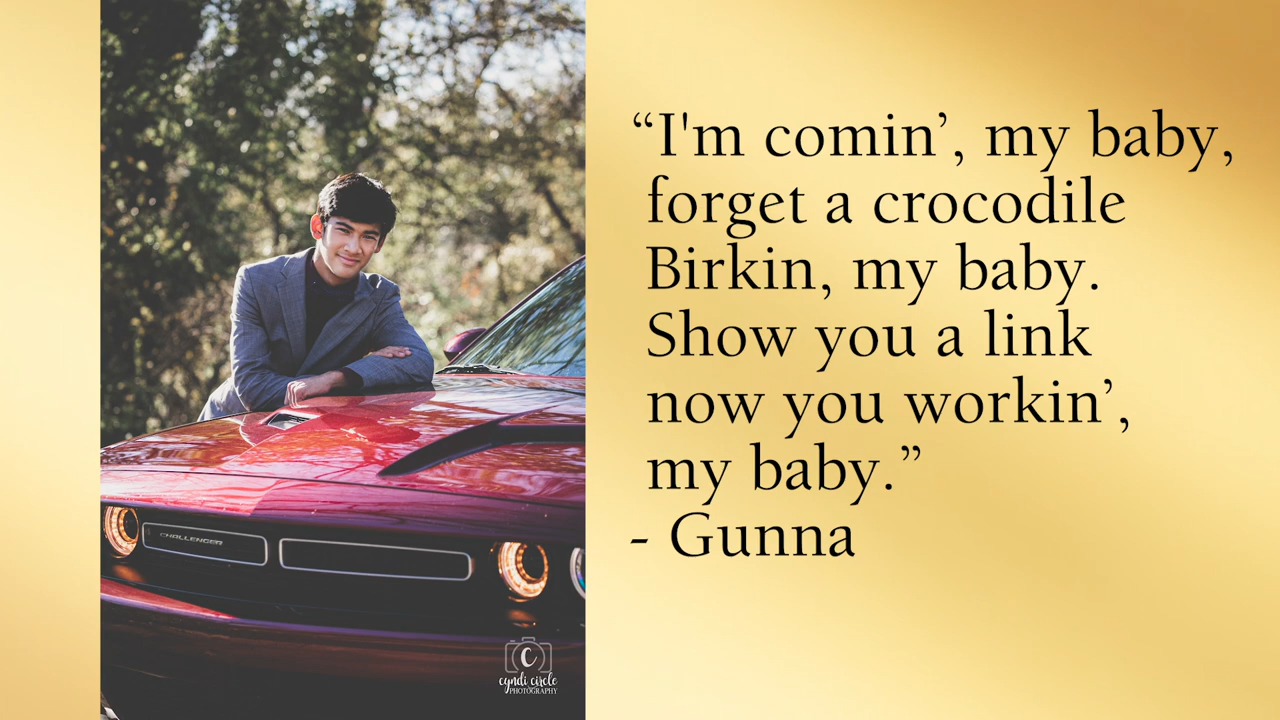 CHALLENGER
C
cyndi circle
PHOTOGRAPHY
“I'm comin’, my baby,
forget a crocodile
Birkin, my baby.
Show you a link
now you workin’,
my baby.”
- Gunna